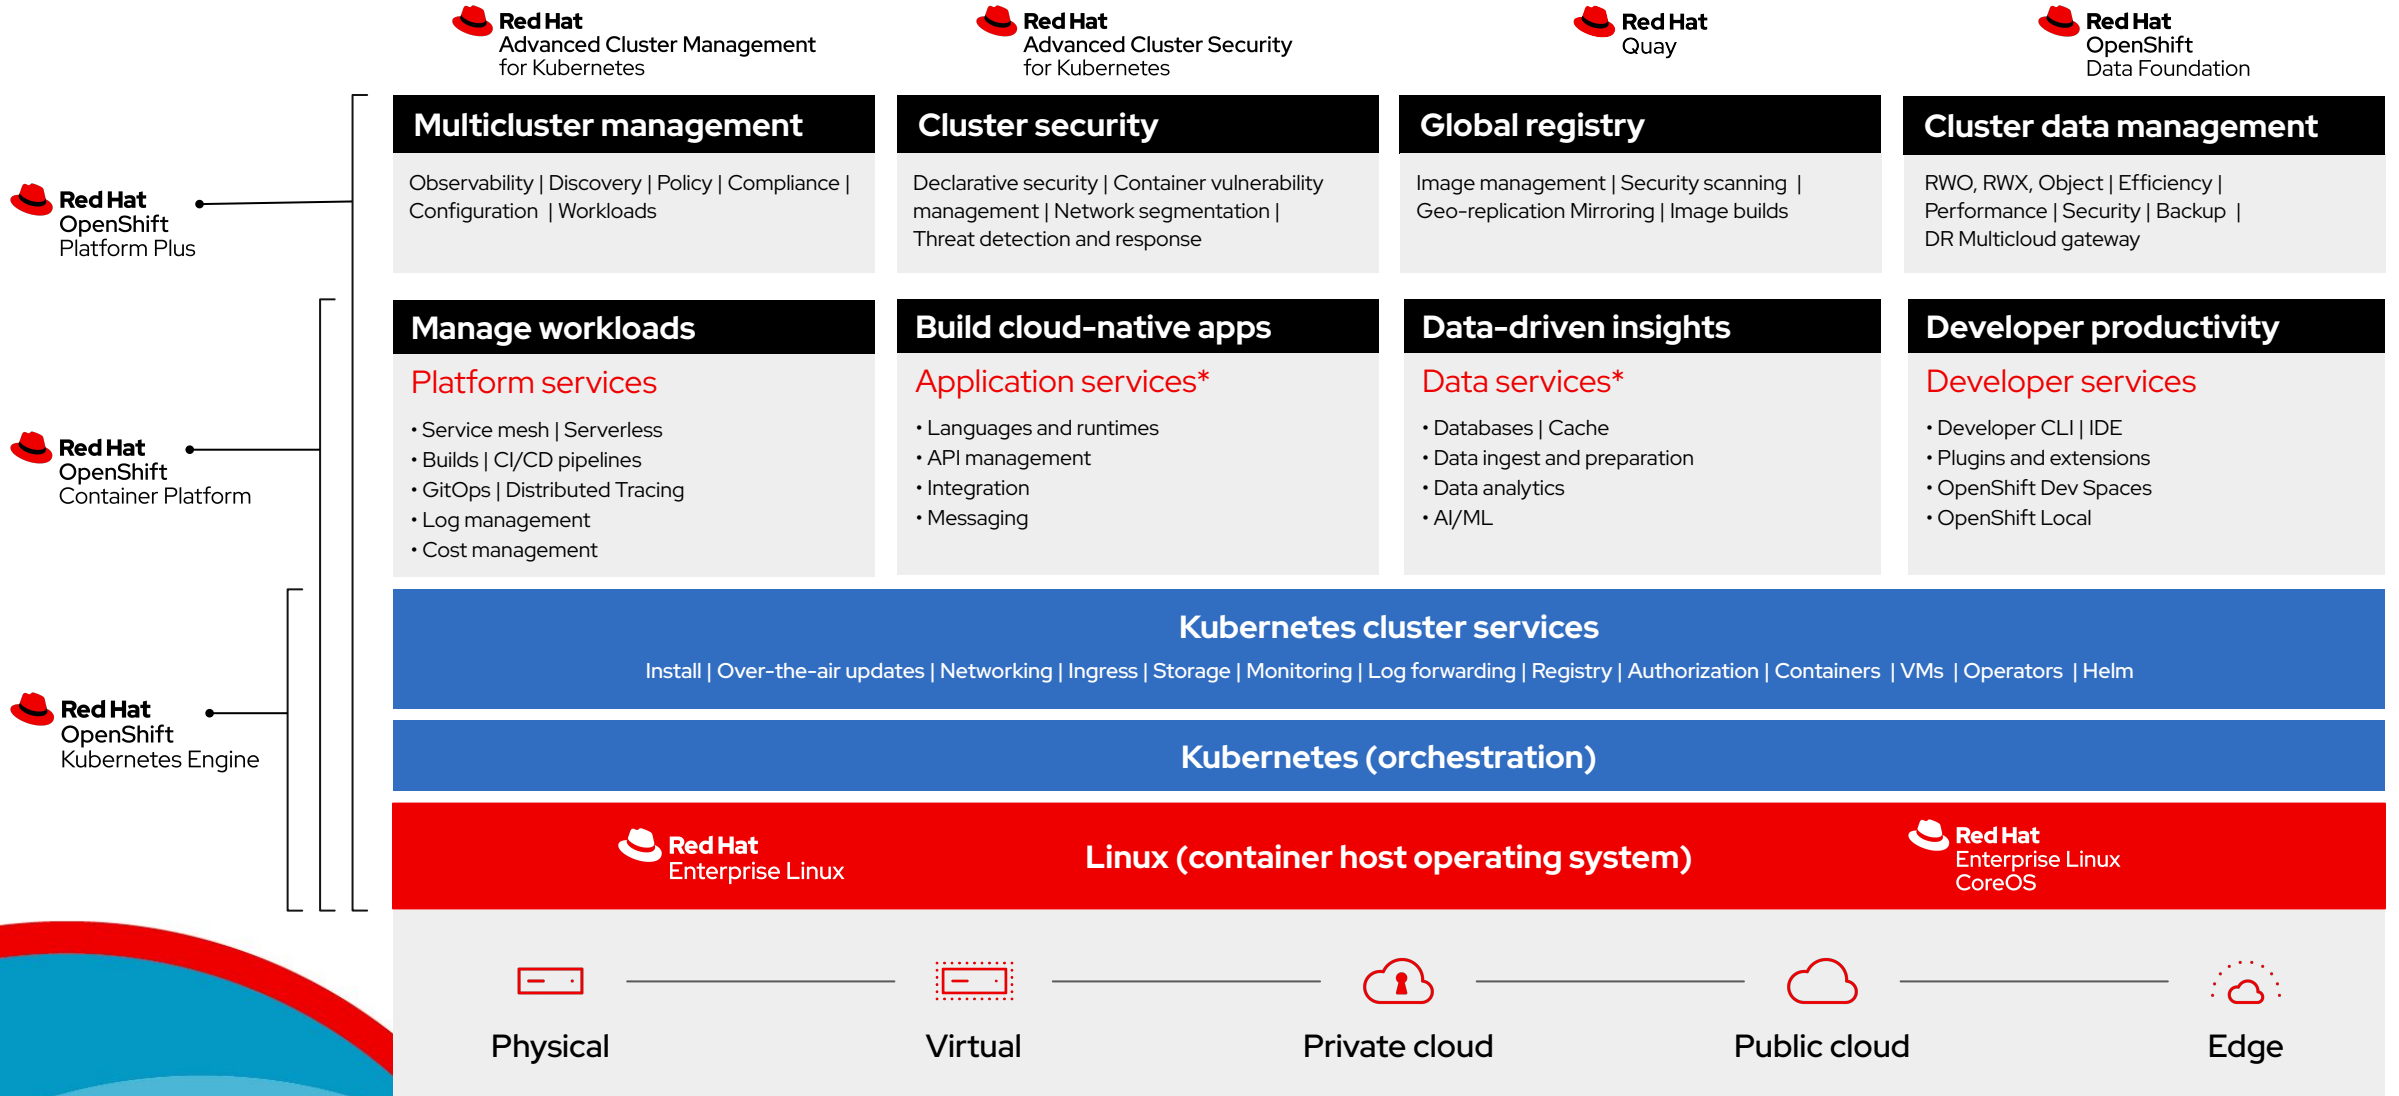 Red Hat
Advanced Cluster Management
for Kubernetes
Red Hat
Advanced Cluster Security
for Kubernetes
Red Hat
Quay
Red Hat
OpenShift
Data Foundation
Red Hat
OpenShift
Platform Plus
Multicluster management
Observability | Discovery | Policy | Compliance |
Configuration | Workloads
Cluster security
Declarative security | Container vulnerability
management | Network segmentation |
Threat detection and response
Global registry
Image management | Security scanning |
Geo-replication Mirroring | Image builds
Cluster data management
RWO, RWX, Object | Efficiency |
Performance | Security | Backup |
DR Multicloud gateway
Red Hat
OpenShift
Container Platform
Manage workloads
Platform services
• Service mesh | Serverless
• Builds | CI/CD pipelines
• GitOps | Distributed Tracing
• Log management
• Cost management
Build cloud-native apps
Application services*
• Languages and runtimes
• API management
• Integration
• Messaging
Data-driven insights
Data services*
• Databases | Cache
• Data ingest and preparation
• Data analytics
• AI/ML
Developer productivity
Developer services
• Developer CLI | IDE
• Plugins and extensions
• OpenShift Dev Spaces
• OpenShift Local
Red Hat
OpenShift
Kubernetes Engine
Kubernetes cluster services
Install | Over-the-air updates | Networking | Ingress | Storage | Monitoring | Log forwarding | Registry | Authorization | Containers | VMs | Operators | Helm
Kubernetes (orchestration)
Red Hat
Enterprise Linux
Linux (container host operating system)
Red Hat
Enterprise Linux
CoreOS
Physical
Virtual
Private cloud
Public cloud
Edge